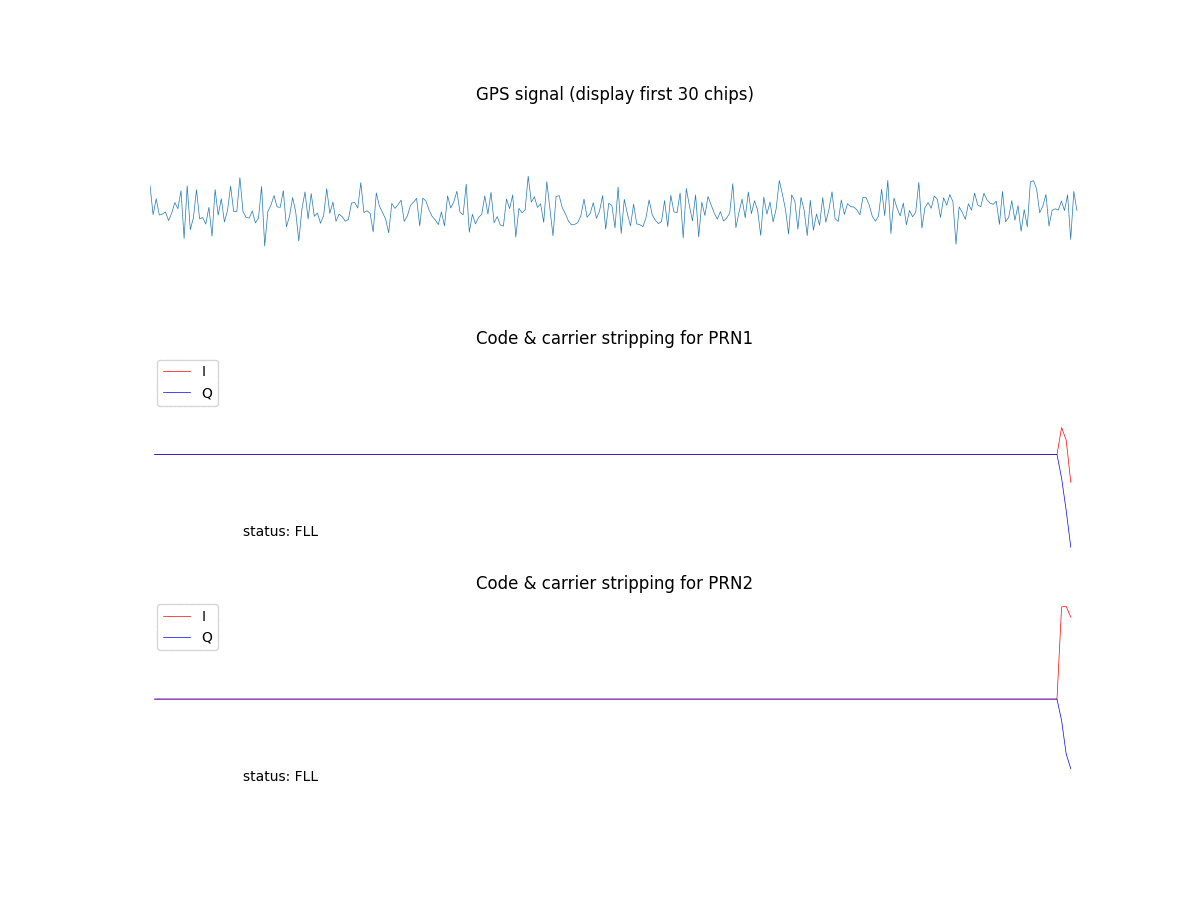 GPS signal (display first 30 chips)
Code & carrier stripping for PRN1
I
Q
status: FLL
Code & carrier stripping for PRN2
I
Q
status: FLL